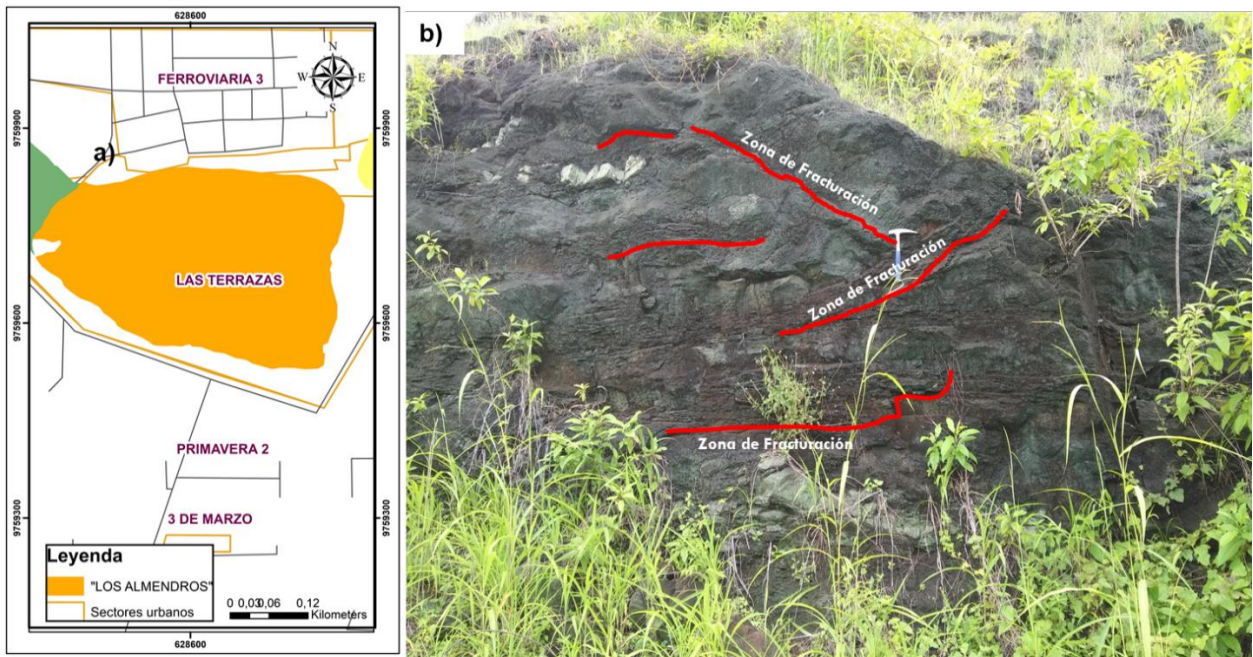 628600
FERROVIARIA 3
N
W
E
S
9759900
9759900
a)
LAS TERRAZAS
9759600
9759600
PRIMAVERA 2
3 DE MARZO
9759300
9759300
Leyenda
"LOS ALMENDROS"
Sectores urbanos
0 0,03 0,06 0,12
Kilometers
628600
b)
Zona de Fracturación
Zona de Fracturación
Zona de Fracturación